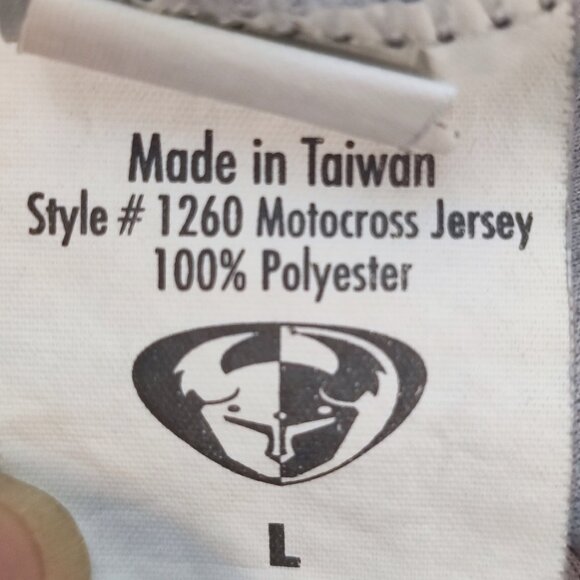 Made in Taiwan
Style # 1260 Motocross Jersey
100% Polyester
L